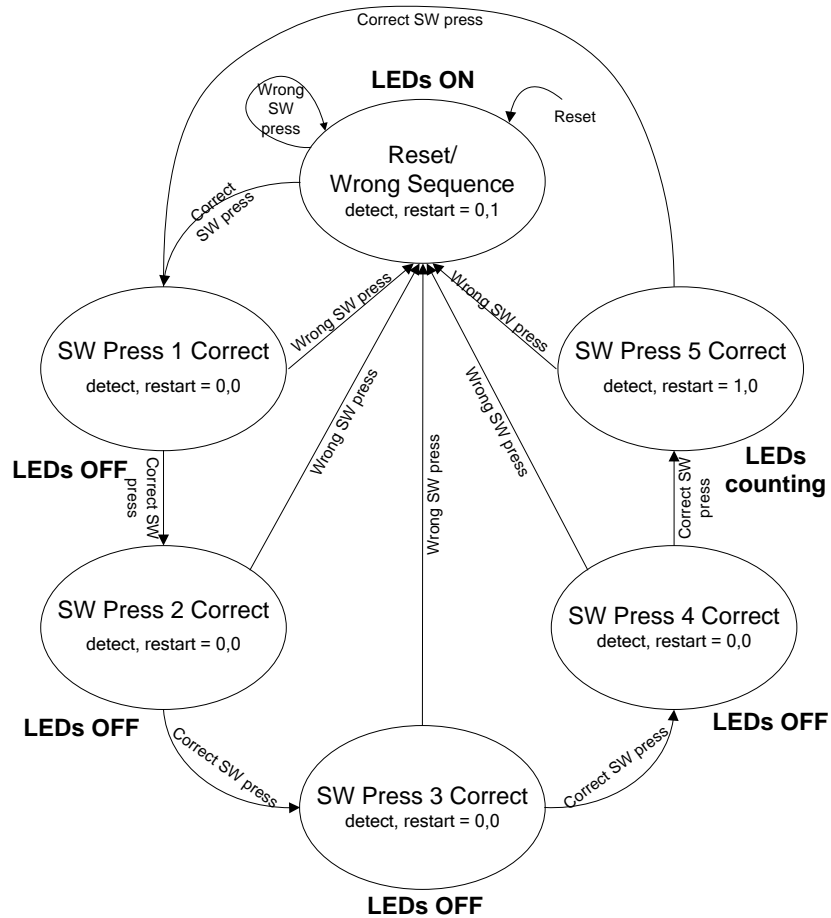 Correct SW press
LEDs ON
Wrong
SW
press
Reset
Reset/
Wrong Sequence
detect, restart = 0,1
Correct
SW press
Wrong SW press
Wrong SW press
SW Press 1 Correct
detect, restart = 0,0
SW Press 5 Correct
detect, restart = 1,0
Wrong SW press
Wrong SW press
Wrong SW press
LEDs OFF
Correct SW
press
LEDs
counting
Correct SW
press
SW Press 2 Correct
detect, restart = 0,0
SW Press 4 Correct
detect, restart = 0,0
LEDs OFF
LEDs OFF
Correct SW press
Correct SW press
SW Press 3 Correct
detect, restart = 0,0
LEDs OFF